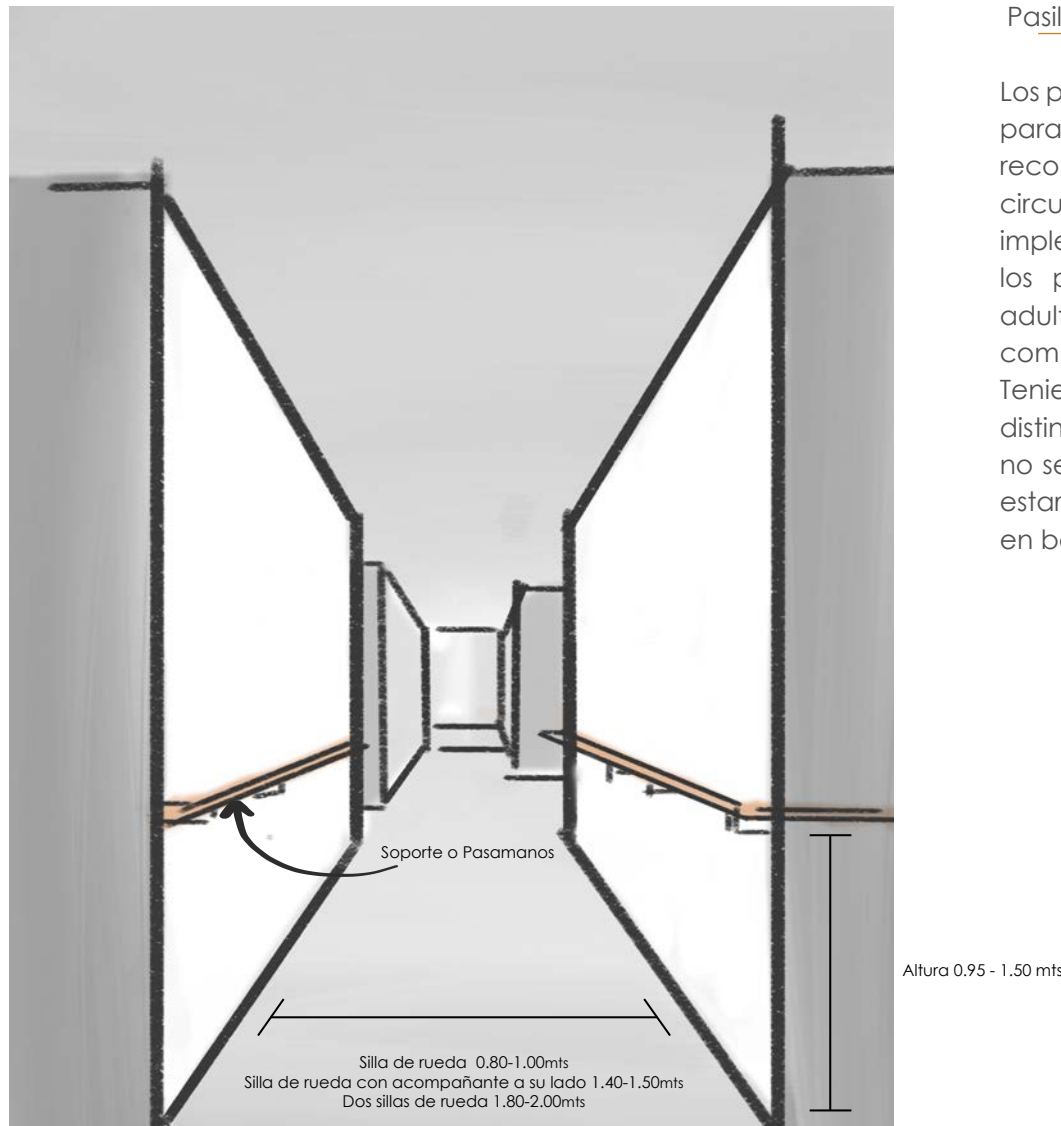 Soporte o Pasamanos
Altura 0.95 - 1.50 mts
Silla de rueda 0.80-1.00mts
Silla de rueda con acompañante a su lado 1.40-1.50mts
Dos sillas de rueda 1.80-2.00mts
Pasil
Los p
para
reco
circu
imple
los p
adult
com
Tenie
distin
no se
estar
en b